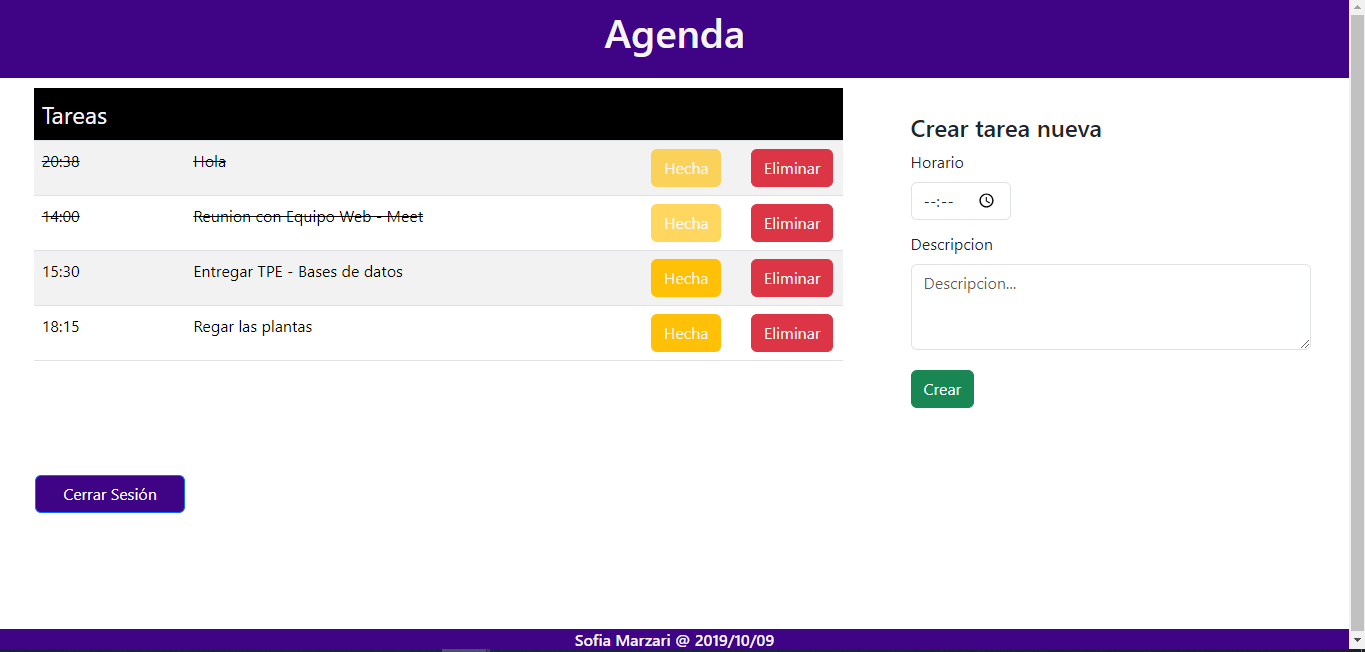 Agenda
Tareas
20:38 Hola Hecha Eliminar
14:00 Reunion con Equipo Web - Meet Hecha Eliminar
15:30 Entregar TPE - Bases de datos Hecha Eliminar
18:15 Regar las plantas Hecha Eliminar
Crear tarea nueva
Horario
--:--
Descripcion
Descripcion...
Crear
Cerrar Sesión
Sofia Marzari @ 2019/10/09